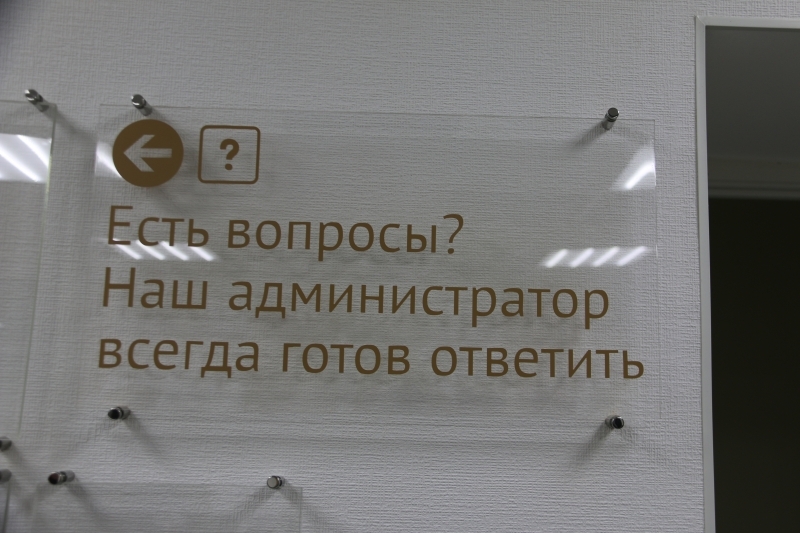 ?
Есть вопросы?
Наш администратор
всегда готов ответить